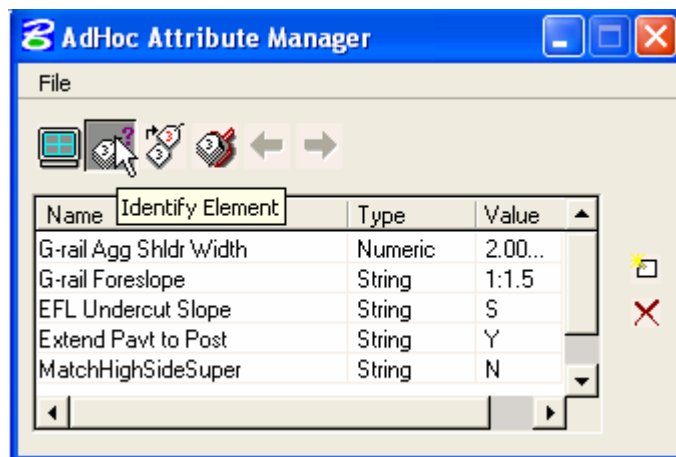 AdHoc Attribute Manager
File
Identify Element
Name Type Value
G-rail Agg Shldr Width Numeric 2.00...
G-rail Foreslope String 1:1.5
EFL Undercut Slope String S
Extend Pavt to Post String Y
MatchHighSideSuper String N